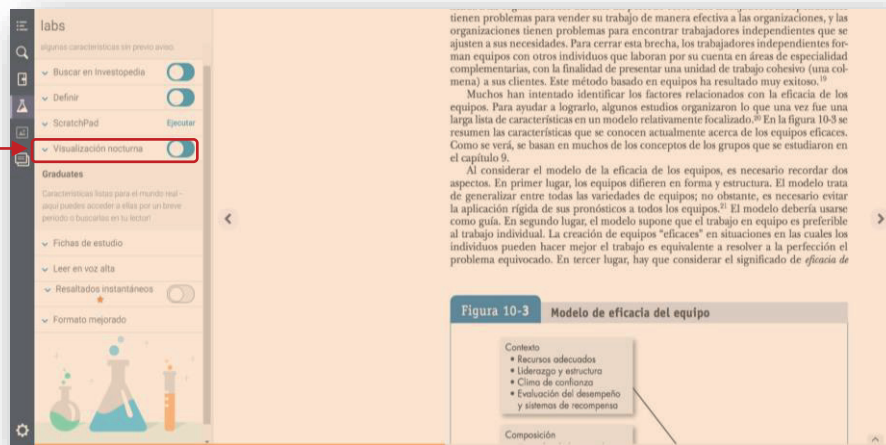 labs
algunas características sin previo aviso.
Buscar en Investopedia
Definir
ScratchPad Ejecutar
Visualización nocturna
Graduates
Características listas para el mundo real -
aquí puedes acceder a ellas por un breve
periodo o buscarlas en tu lector!
Fichas de estudio
Leer en voz alta
Resaltados instantáneos
Formato mejorado
tienen problemas para vender su trabajo de manera efectiva a las organizaciones, y las
organizaciones tienen problemas para encontrar trabajadores independientes que se
ajusten a sus necesidades. Para cerrar esta brecha, los trabajadores independientes for-
man equipos con otros individuos que laboran por su cuenta en áreas de especialidad
complementarias, con la finalidad de presentar una unidad de trabajo cohesivo (una col-
mena) a sus clientes. Este método basado en equipos ha resultado muy exitoso.19
Muchos han intentado identificar los factores relacionados con la eficacia de los
equipos. Para ayudar a lograrlo, algunos estudios organizaron lo que una vez fue una
larga lista de características en un modelo relativamente focalizado.20 En la figura 10-3 se
resumen las características que se conocen actualmente acerca de los equipos eficaces.
Como se verá, se basan en muchos de los conceptos de los grupos que se estudiaron en
el capítulo 9.
Al considerar el modelo de la eficacia de los equipos, es necesario recordar dos
aspectos. En primer lugar, los equipos difieren en forma y estructura. El modelo trata
de generalizar entre todas las variedades de equipos; no obstante, es necesario evitar
la aplicación rígida de sus pronósticos a todos los equipos.21 El modelo debería usarse
como guía. En segundo lugar, el modelo supone que el trabajo en equipo es preferible
al trabajo individual. La creación de equipos "eficaces" en situaciones en las cuales los
individuos pueden hacer mejor el trabajo es equivalente a resolver a la perfección el
problema equivocado. En tercer lugar, hay que considerar el significado de eficacia de
Figura 10-3 Modelo de eficacia del equipo
Contexto
• Recursos adecuados
• Liderazgo y estructura
• Clima de confianza
• Evaluación del desempeño
y sistemas de recompensa
Composición